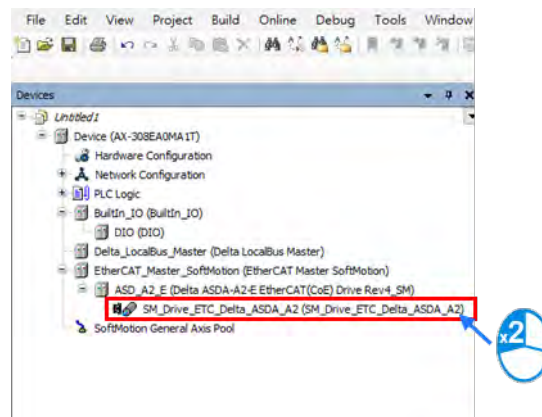 File Edit View Project Build Online Debug Tools Window
Devices
Untitled1
Device (AX-308EA0MA1T)
Hardware Configuration
Network Configuration
PLC Logic
BuiltIn_IO (BuiltIn_IO)
DIO (DIO)
Delta_LocalBus_Master (Delta LocalBus Master)
EtherCAT_Master_SoftMotion (EtherCAT Master SoftMotion)
ASD_A2_E (Delta ASDA-A2-E EtherCAT(CoE) Drive Rev4_SM)
SM_Drive_ETC_Delta_ASDA_A2 (SM_Drive_ETC_Delta_ASDA_A2)
x2
SoftMotion General Axis Pool